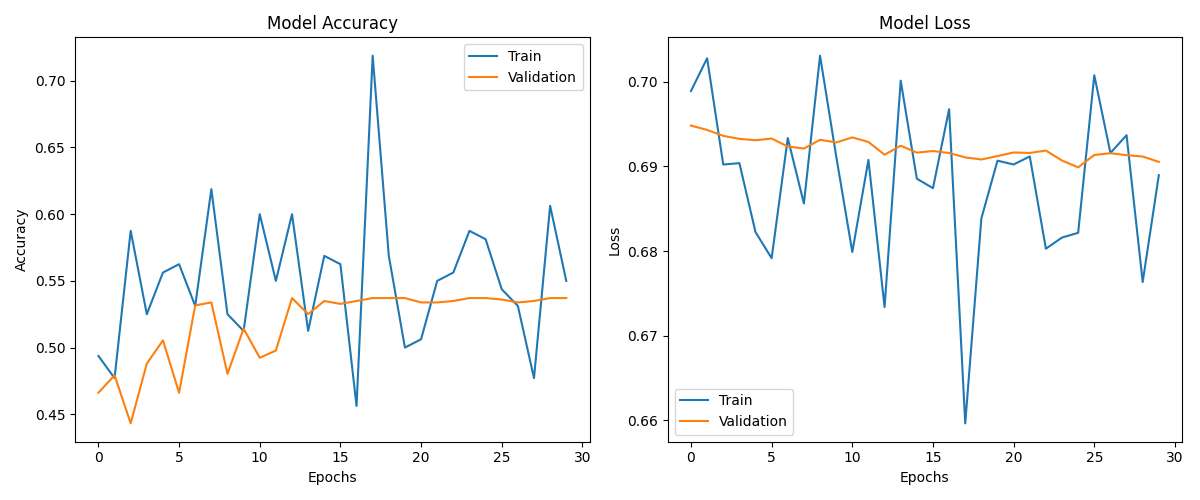 Model Accuracy
Accuracy
0.70
0.65
0.60
0.55
0.50
0.45
Train
Validation
0 5 10 15 20 25 30
Epochs
Model Loss
Loss
0.70
0.69
0.68
0.67
0.66
Train
Validation
0 5 10 15 20 25 30
Epochs